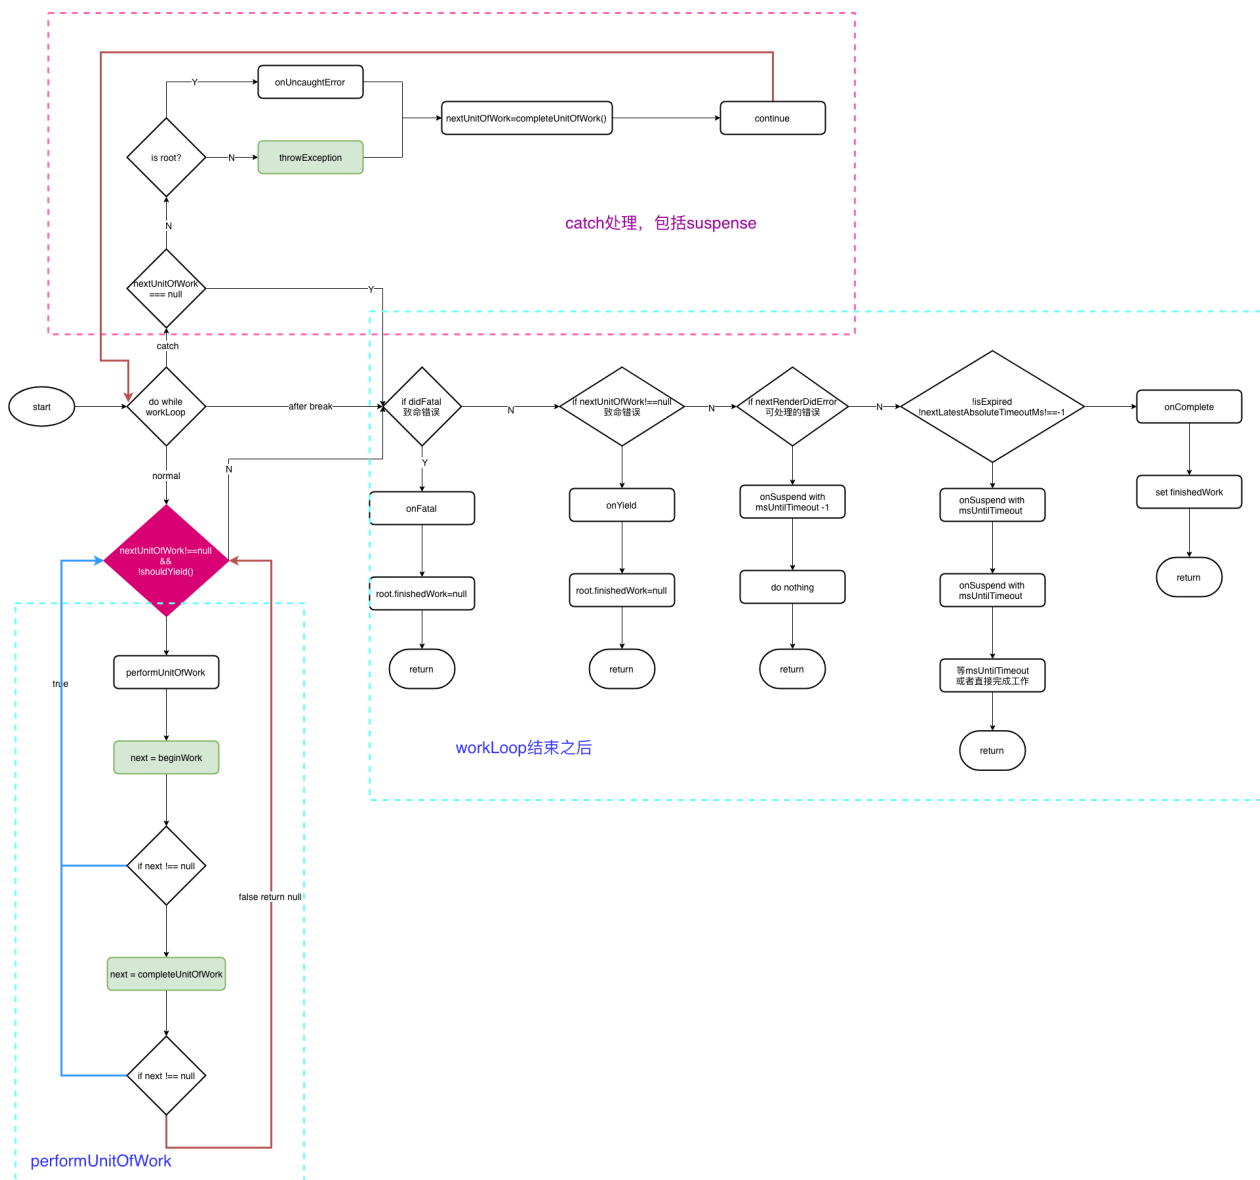 onUncaughtError
Y
nextUnitOfWork=completeUnitOfWork()
continue
is root?
N
throwException
N
catch处理，包括suspense
nextUnitOfWork
=== null
Y
catch
start
do while
workLoop
after break
if didFatal
致命错误
N
if nextUnitOfWork!==null
致命错误
N
if nextRenderDidError
可处理的错误
N
!isExpired
!nextLatestAbsoluteTimeoutMs!==-1
onComplete
normal
N
Y
onFatal
onYield
onSuspend with
msUntilTimeout -1
onSuspend with
msUntilTimeout
set finishedWork
nextUnitOfWork!==null
&&
!shouldYield()
root.finishedWork=null
root.finishedWork=null
do nothing
onSuspend with
msUntilTimeout
return
performUnitOfWork
true
return
return
return
等msUntilTimeout
或者直接完成工作
next = beginWork
workLoop结束之后
return
if next !== null
false return null
next = completeUnitOfWork
if next !== null
performUnitOfWork